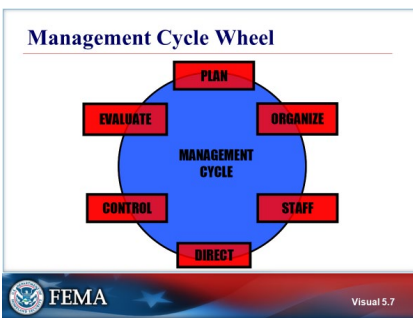 Management Cycle Wheel
PLAN
EVALUATE
ORGANIZE
MANAGEMENT
CYCLE
CONTROL
STAFF
DIRECT
FEMA
Visual 5.7